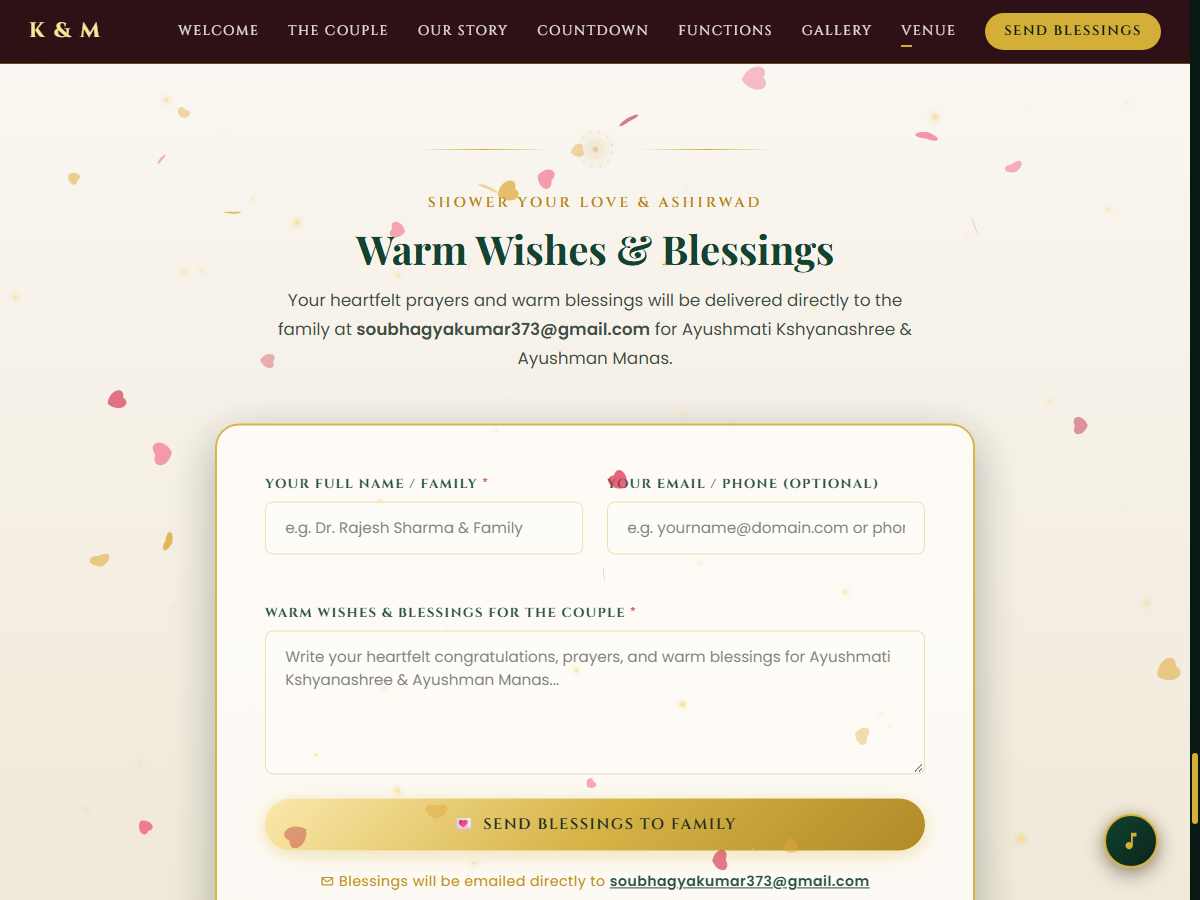 K & M
WELCOME
THE COUPLE
OUR STORY
COUNTDOWN
FUNCTIONS
GALLERY
VENUE
SEND BLESSINGS
SHOWER YOUR LOVE & ASHIRWAD
Warm Wishes & Blessings
Your heartfelt prayers and warm blessings will be delivered directly to the
family at soubhagyakumar373@gmail.com for Ayushmati Kshyanashree &
Ayushman Manas.
YOUR FULL NAME / FAMILY *
YOUR EMAIL / PHONE (OPTIONAL)
e.g. Dr. Rajesh Sharma & Family
e.g. yourname@domain.com or phor
WARM WISHES & BLESSINGS FOR THE COUPLE *
Write your heartfelt congratulations, prayers, and warm blessings for Ayushmati
Kshyanashree & Ayushman Manas...
💌 SEND BLESSINGS TO FAMILY
Blessings will be emailed directly to soubhagyakumar373@gmail.com